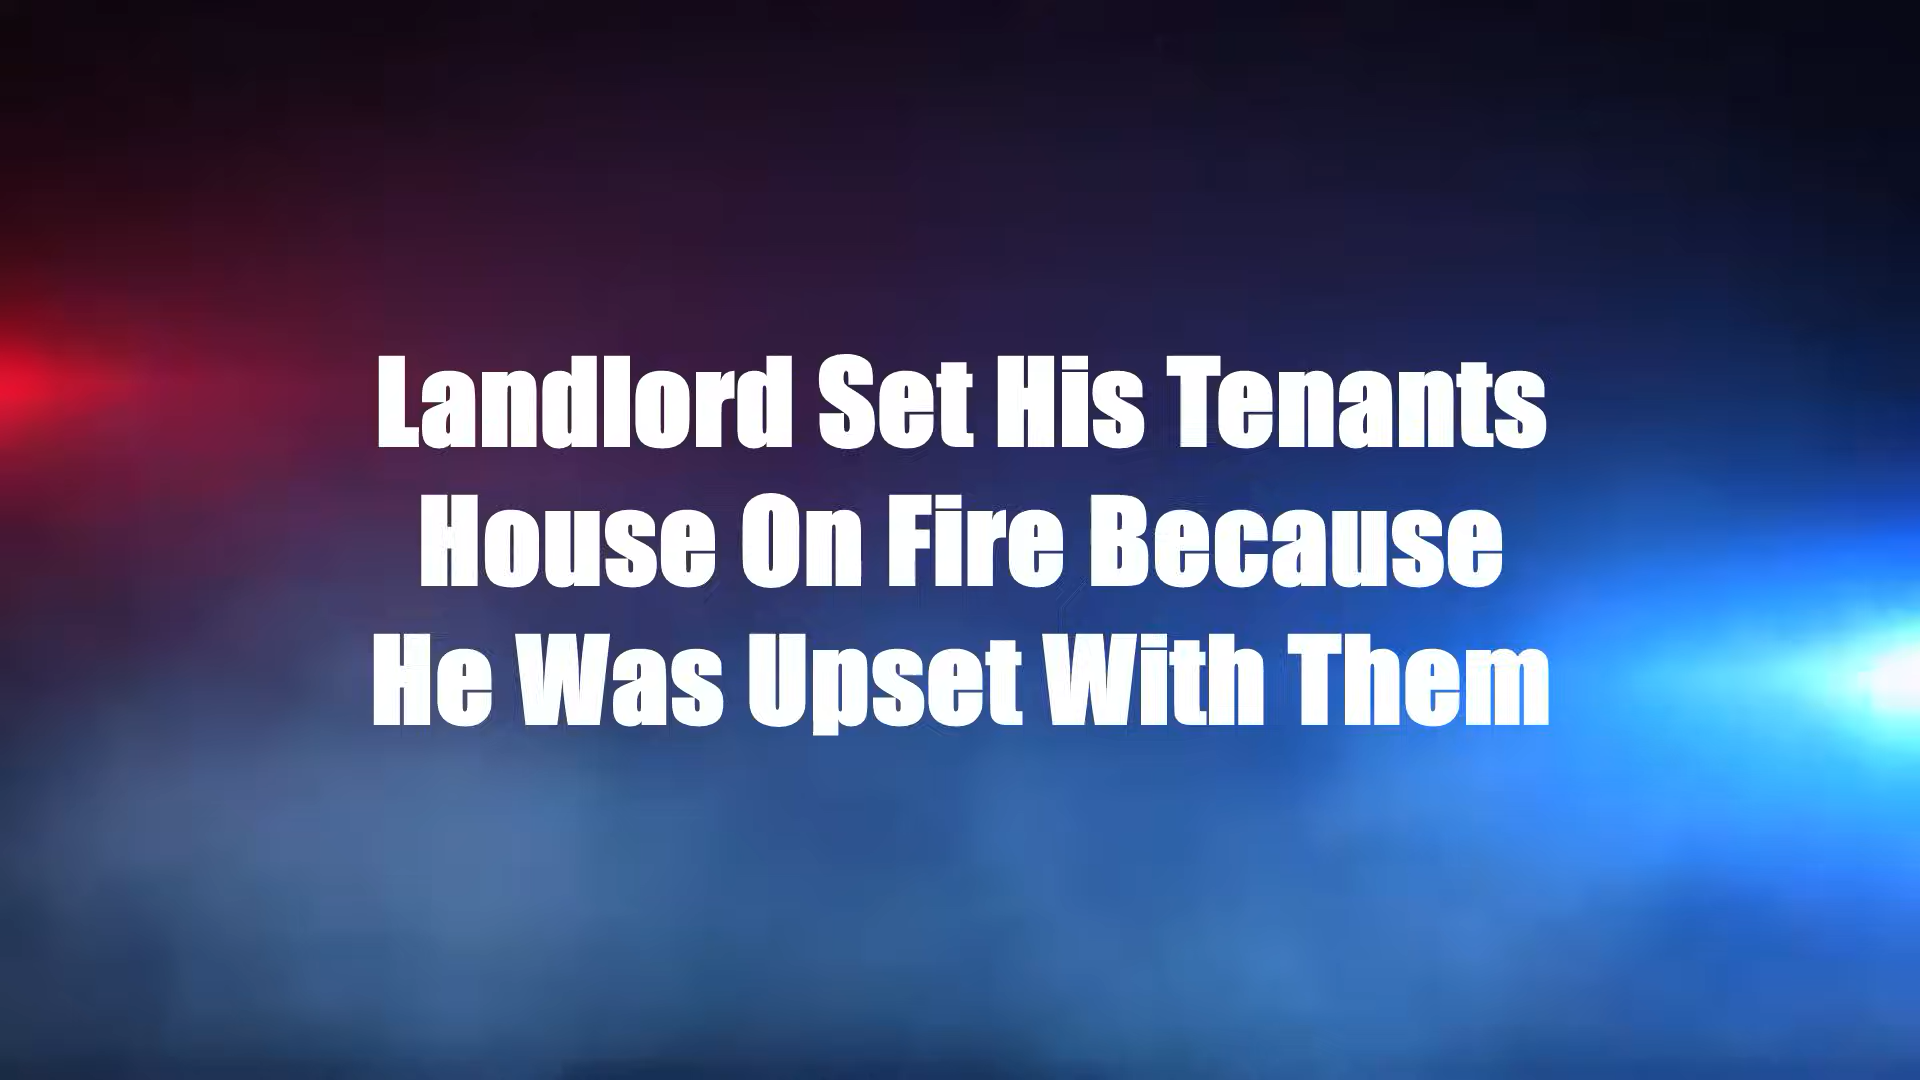 Landlord Set His Tenants
House On Fire Because
He Was Upset With Them